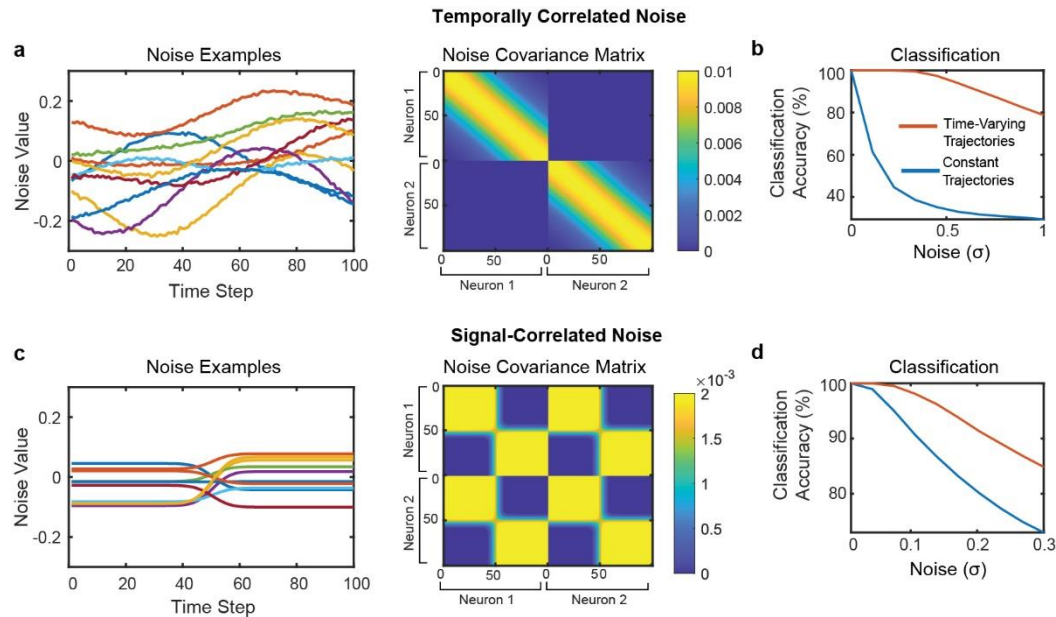 Temporally Correlated Noise
a
Noise Examples
Noise Value
0.2
0
-0.2
0 20 40 60 80 100
Time Step
Noise Covariance Matrix
Neuron 1
Neuron 2
0
50
0
50
0 50 0 50
Neuron 1 Neuron 2
0.01
0.008
0.006
0.004
0.002
0
b
Classification
Classification
Accuracy (%)
100
80
60
40
Time-Varying
Trajectories
Constant
Trajectories
0 0.5 1
Noise (σ)
Signal-Correlated Noise
c
Noise Examples
Noise Value
0.2
0
-0.2
0 20 40 60 80 100
Time Step
Noise Covariance Matrix
Neuron 1
Neuron 2
0
50
0
50
0 50 0 50
Neuron 1 Neuron 2
×10⁻³
2
1.5
1
0.5
0
d
Classification
Classification
Accuracy (%)
100
90
80
0 0.1 0.2 0.3
Noise (σ)